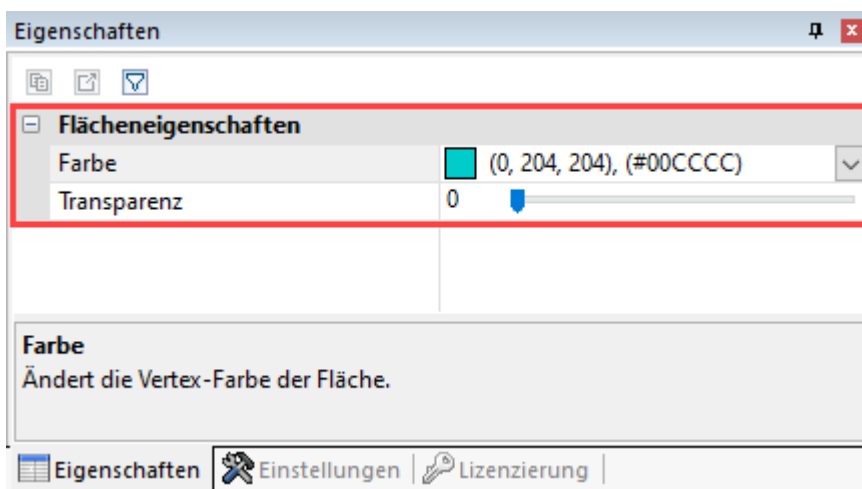 Eigenschaften
Flächeneigenschaften
Farbe (0, 204, 204), (#00CCCC)
Transparenz 0
Farbe
Ändert die Vertex-Farbe der Fläche.
Eigenschaften Einstellungen Lizenzierung